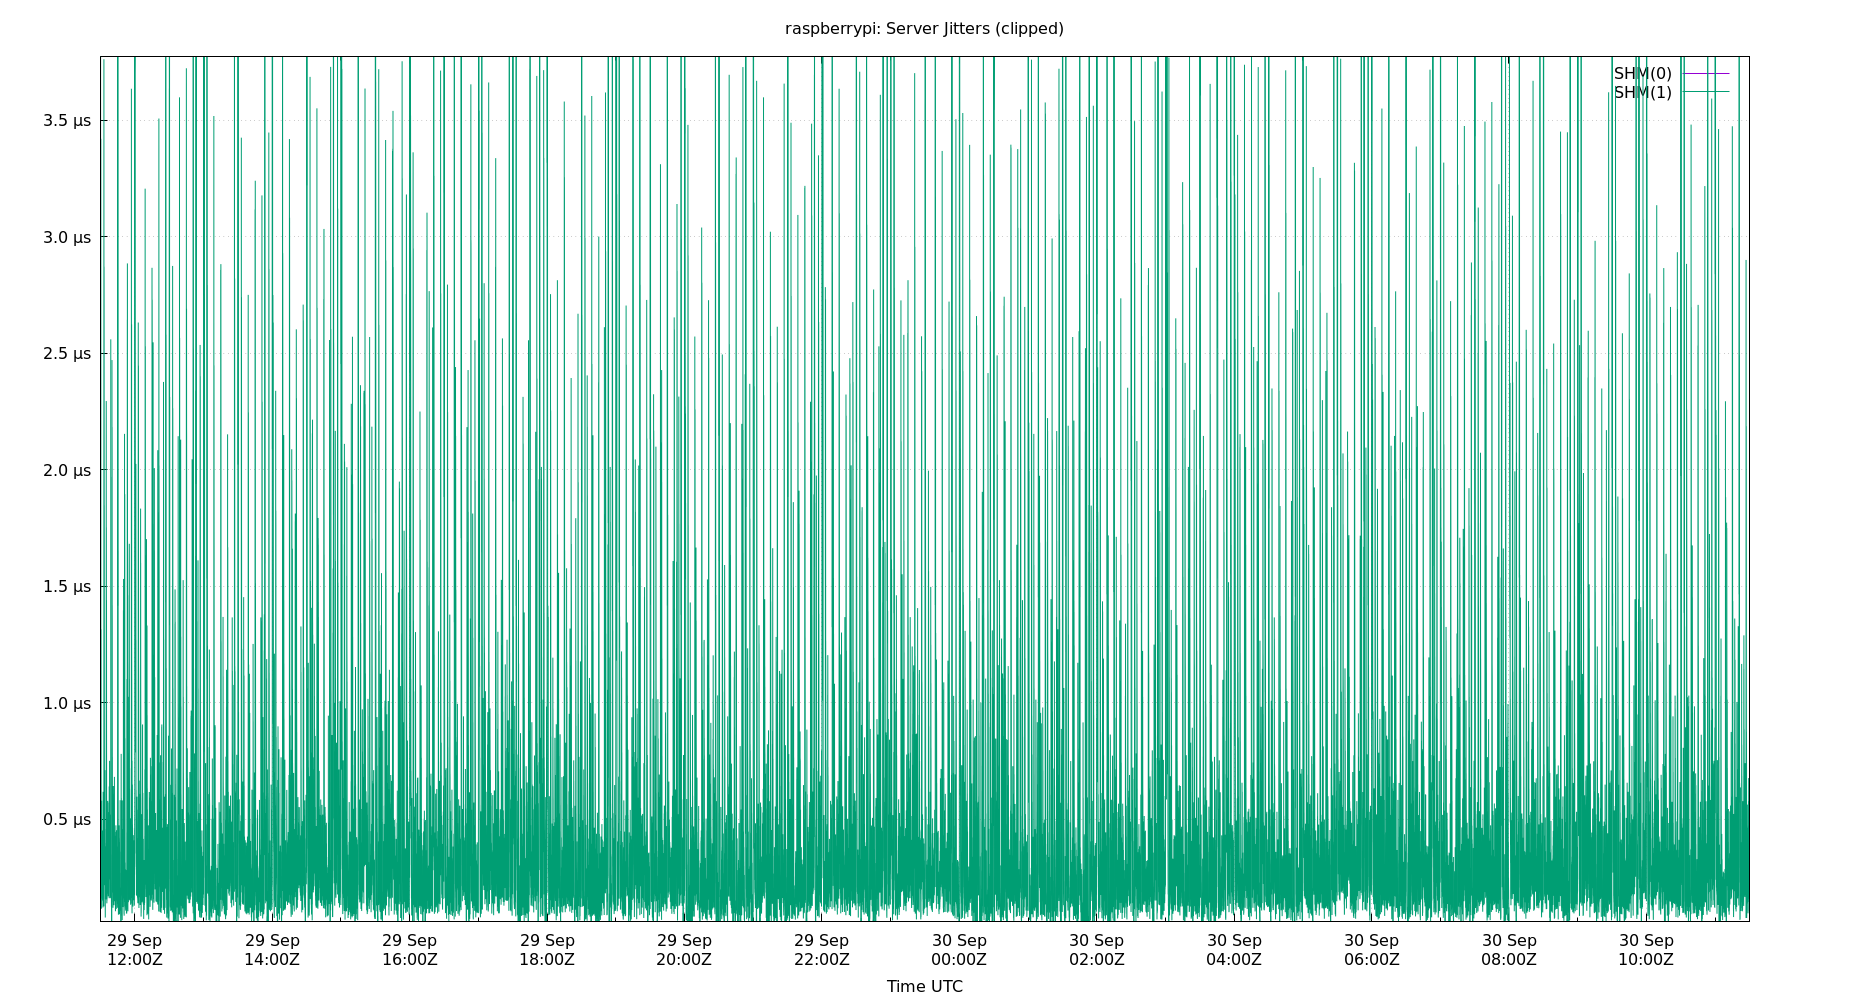 raspberrypi: Server Jitters (clipped)
SHM(0)
SHM(1)
3.5 µs
3.0 µs
2.5 µs
2.0 µs
1.5 µs
1.0 µs
0.5 µs
29 Sep 29 Sep 29 Sep 29 Sep 29 Sep 29 Sep 30 Sep 30 Sep 30 Sep 30 Sep 30 Sep 30 Sep
12:00Z 14:00Z 16:00Z 18:00Z 20:00Z 22:00Z 00:00Z 02:00Z 04:00Z 06:00Z 08:00Z 10:00Z
Time UTC